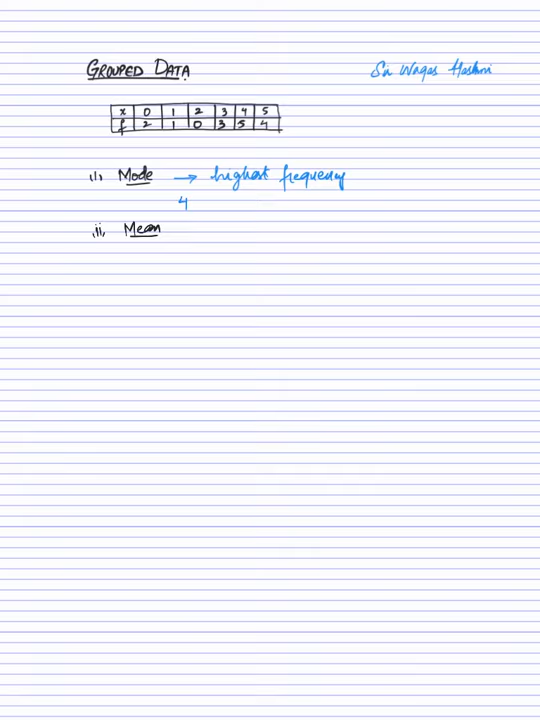 GROUPED DATA
Sir Waqas Hashmi
x 0 1 2 3 4 5
f 2 1 0 3 5 4
(i) Mode → highest frequency
4
(ii) Mean